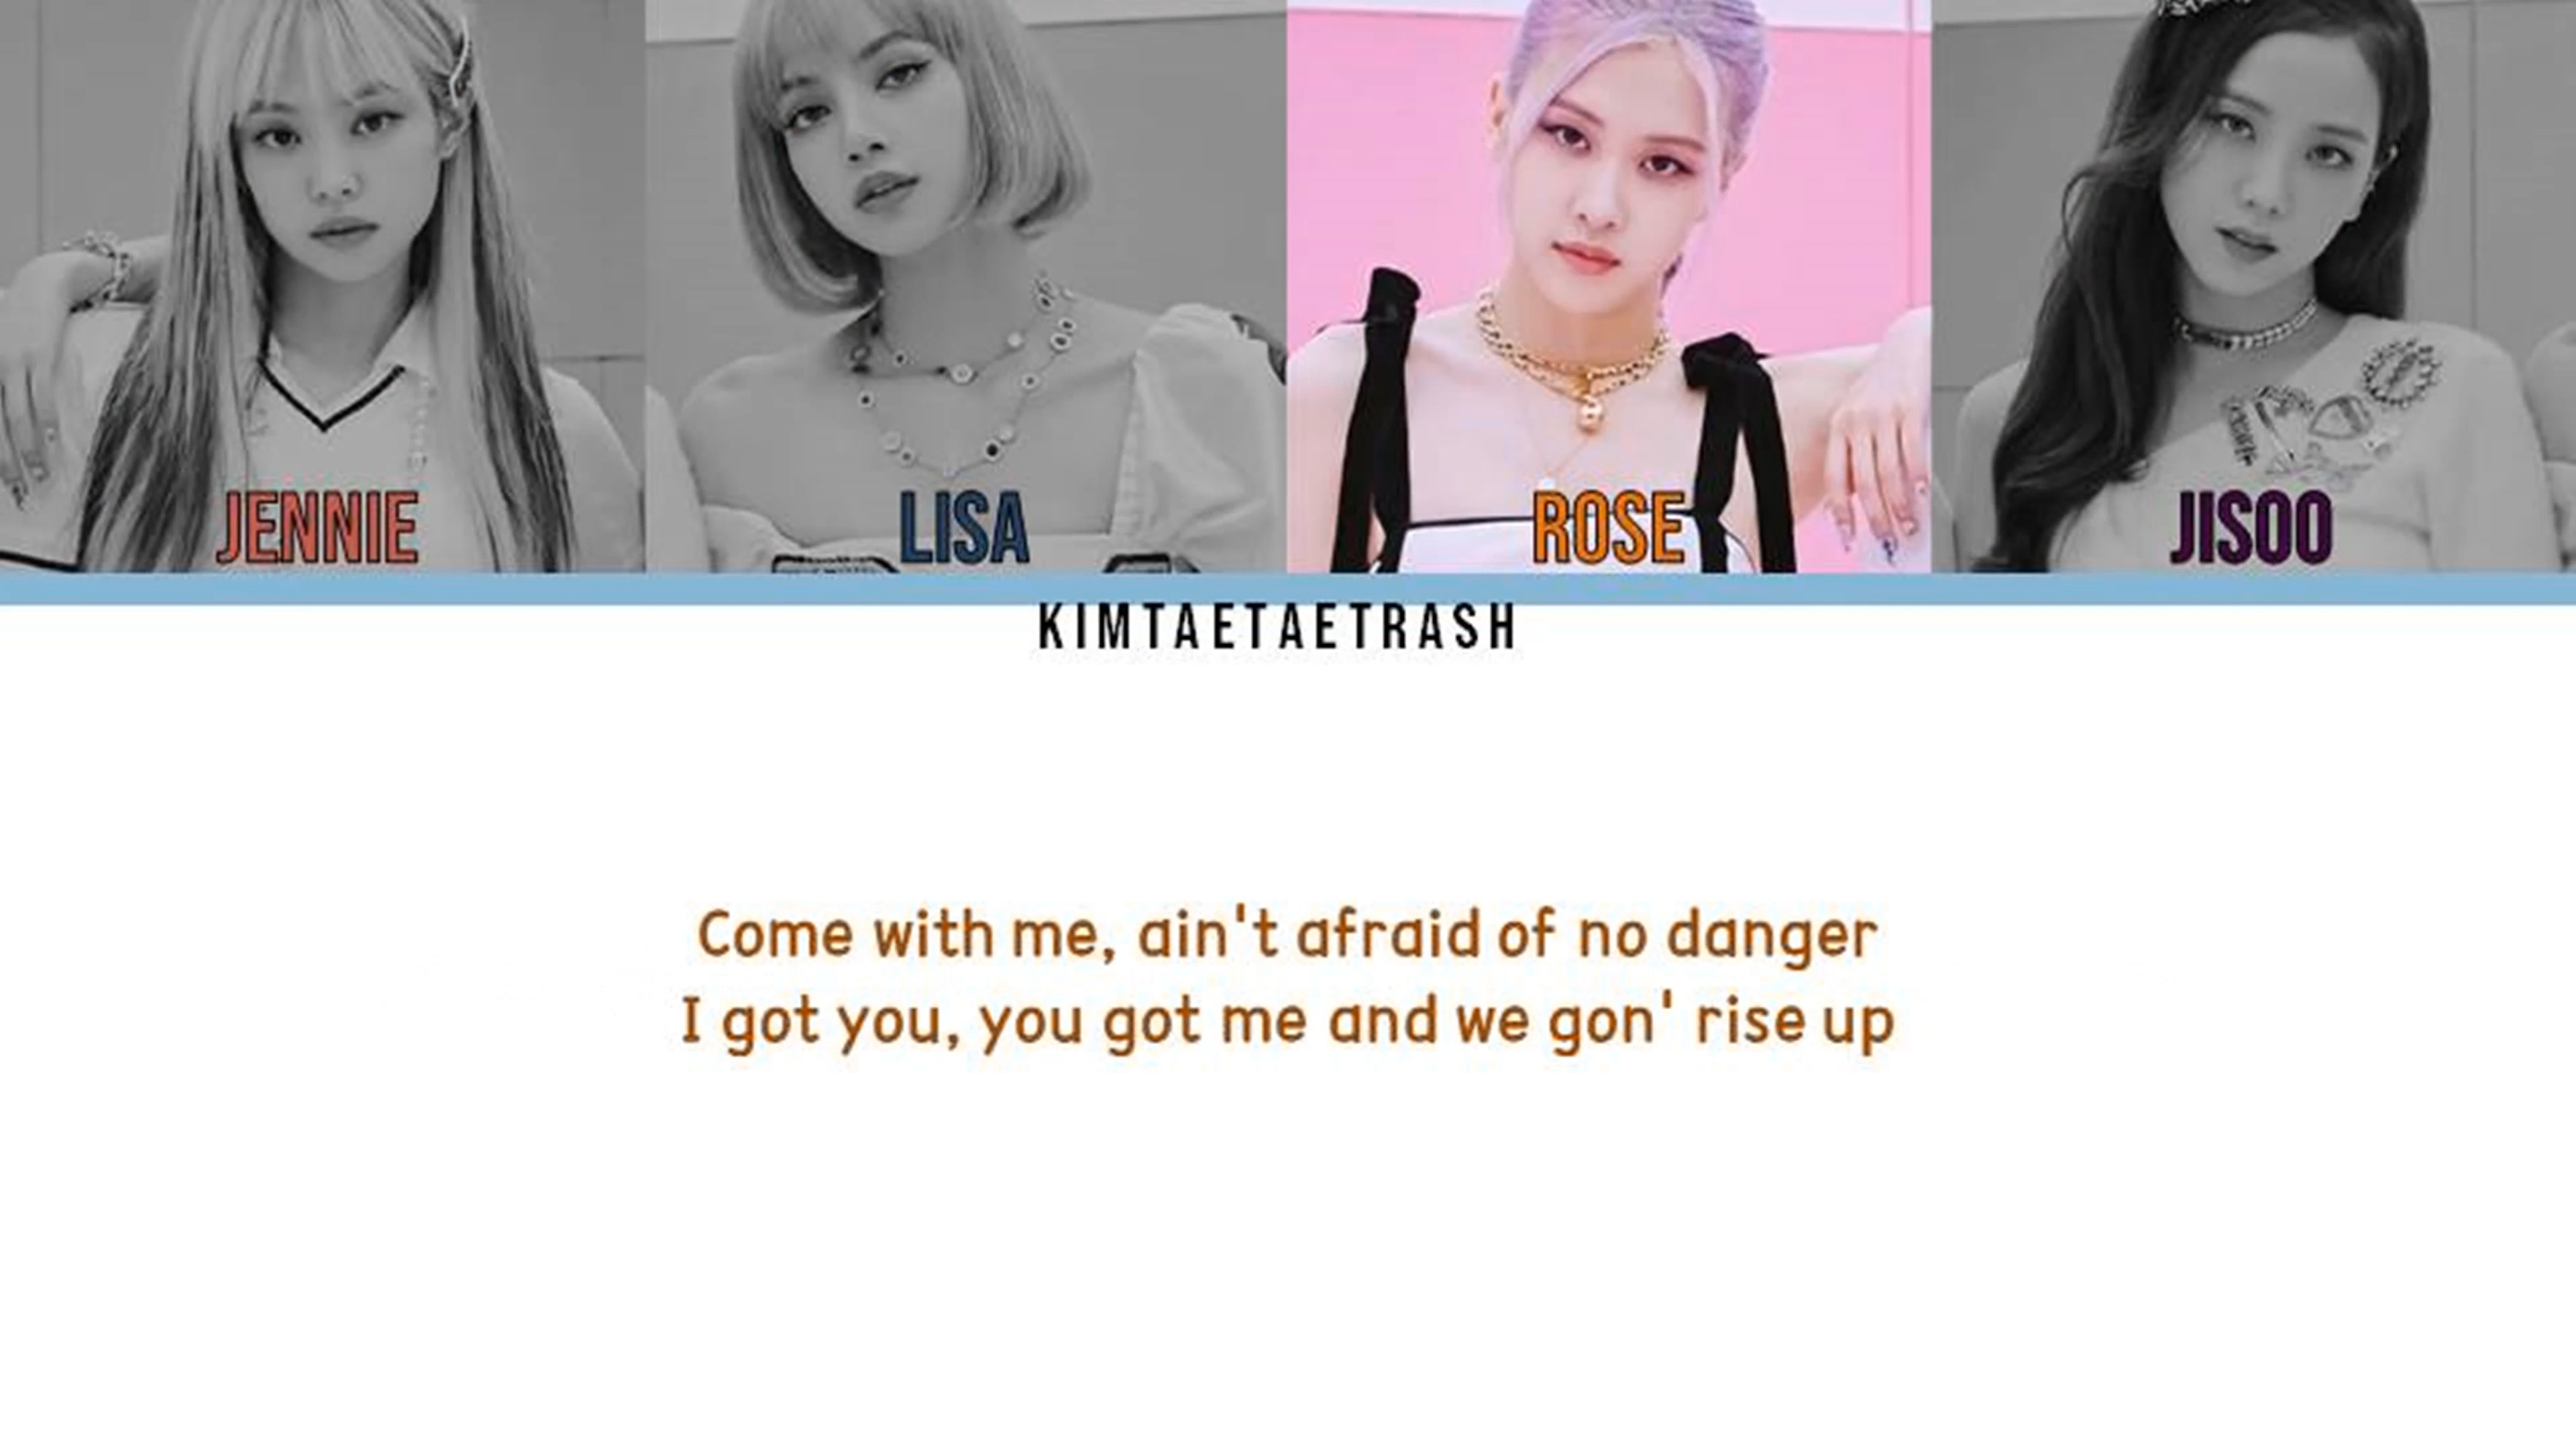 JENNIE
LISA
ROSE
JISOO
KIMTAETAETRASH
Come with me, ain't afraid of no danger
I got you, you got me and we gon' rise up